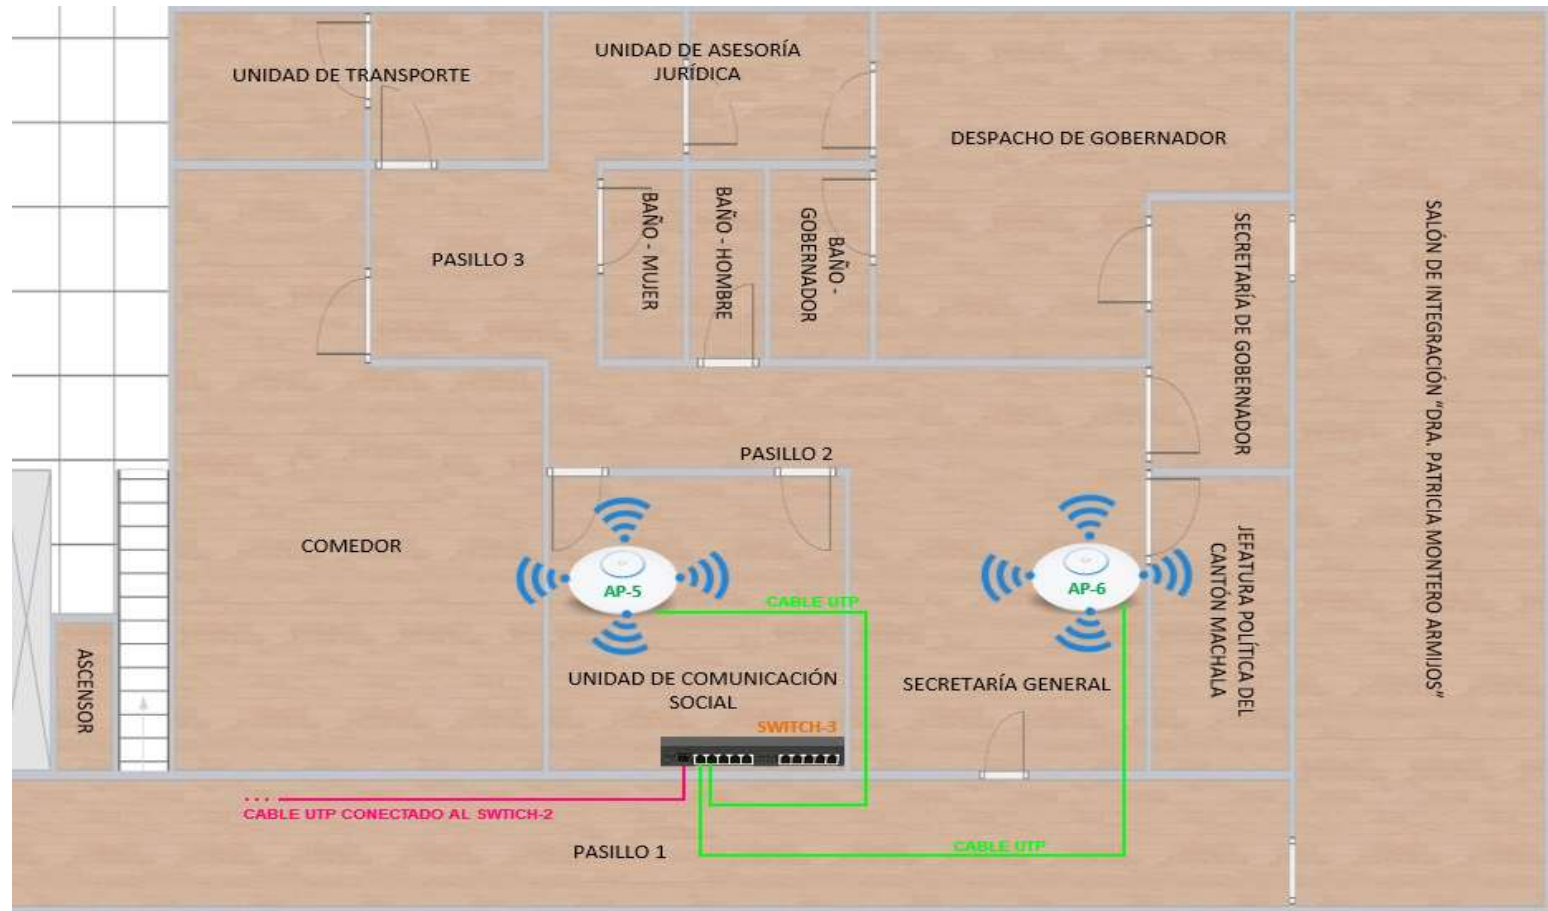 UNIDAD DE TRANSPORTE
UNIDAD DE ASESORÍA
JURÍDICA
DESPACHO DE GOBERNADOR
PASILLO 3
BAÑO - MUJER
BAÑO - HOMBRE
BAÑO -
GOBERNADOR
SECRETARÍA DE GOBERNADOR
SALÓN DE INTEGRACIÓN "DRA. PATRICIA MONTERO ARMIJOS"
PASILLO 2
COMEDOR
AP-5
CABLE UTP
AP-6
JEFATURA POLÍTICA DEL
CANTÓN MACHALA
ASCENSOR
UNIDAD DE COMUNICACIÓN
SOCIAL
SECRETARÍA GENERAL
SWITCH-3
CABLE UTP CONECTADO AL SWTICH-2
PASILLO 1
CABLE UTP